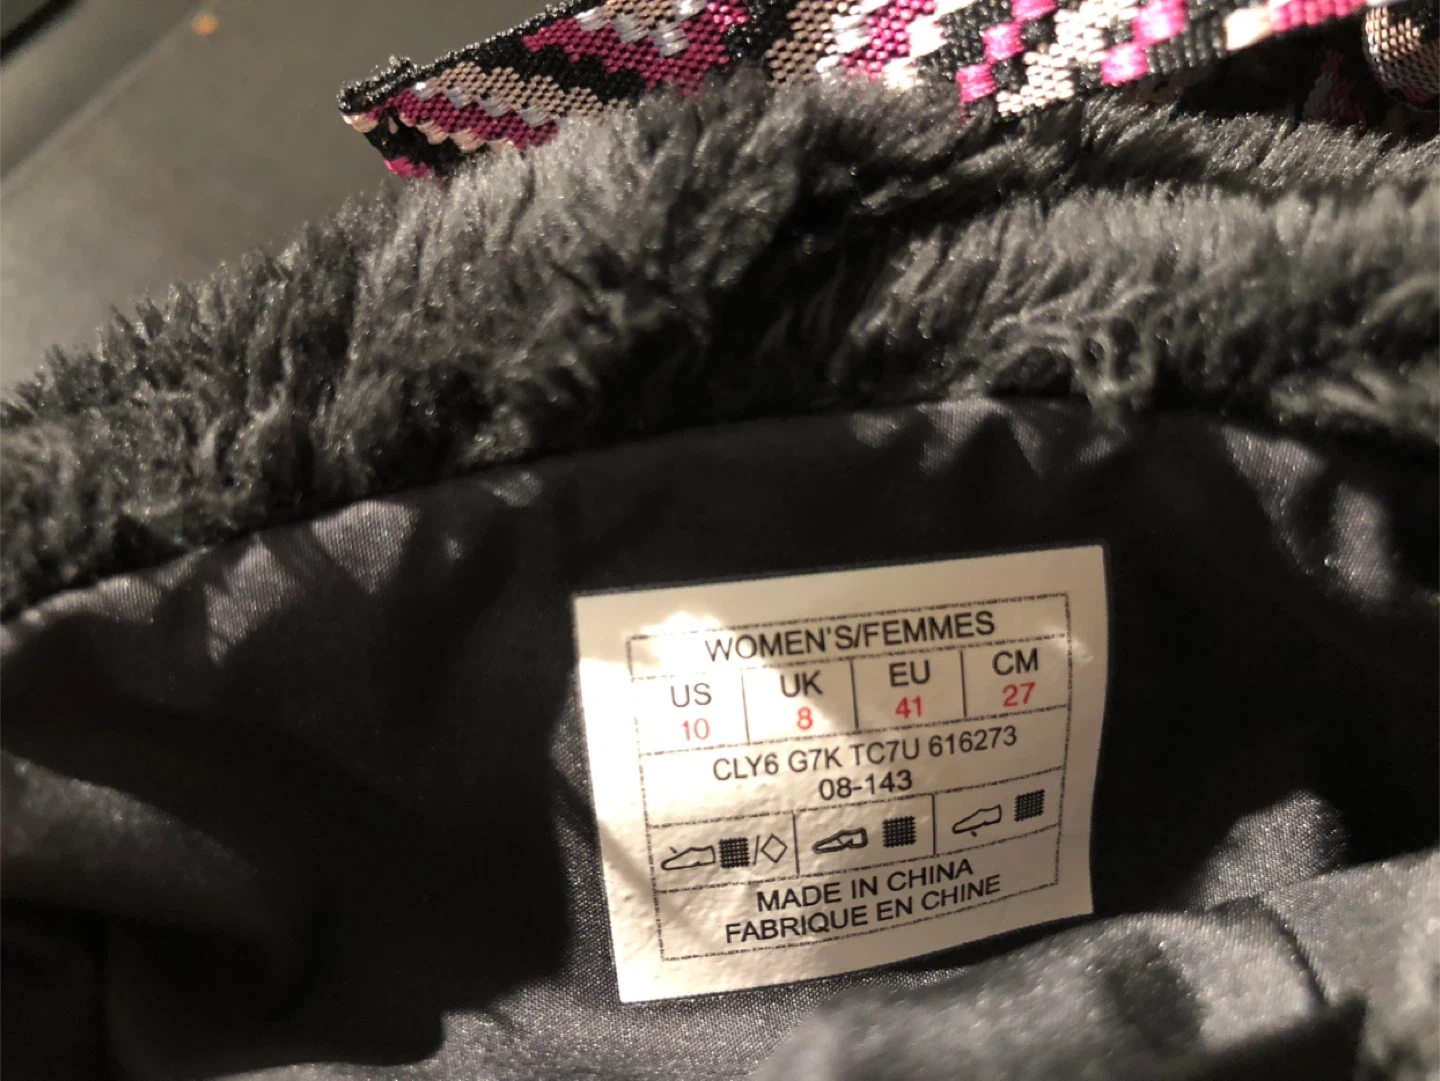 WOMEN'S/FEMMES
US UK EU CM
10 8 41 27
CLY6 G7K TC7U 616273
08-143
/
MADE IN CHINA
FABRIQUE EN CHINE